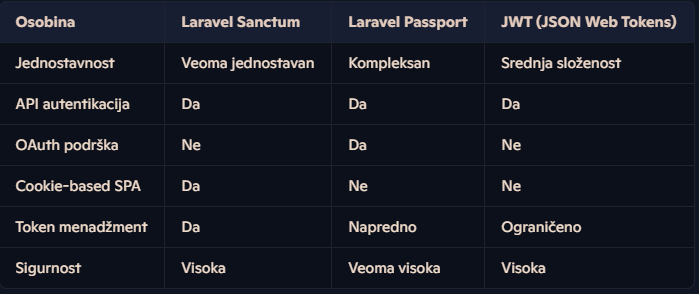 Osobina Laravel Sanctum Laravel Passport JWT (JSON Web Tokens)
Jednostavnost Veoma jednostavan Kompleksan Srednja složenost
API autentikacija Da Da Da
OAuth podrška Ne Da Ne
Cookie-based SPA Da Ne Ne
Token menadžment Da Napredno Ograničeno
Sigurnost Visoka Veoma visoka Visoka